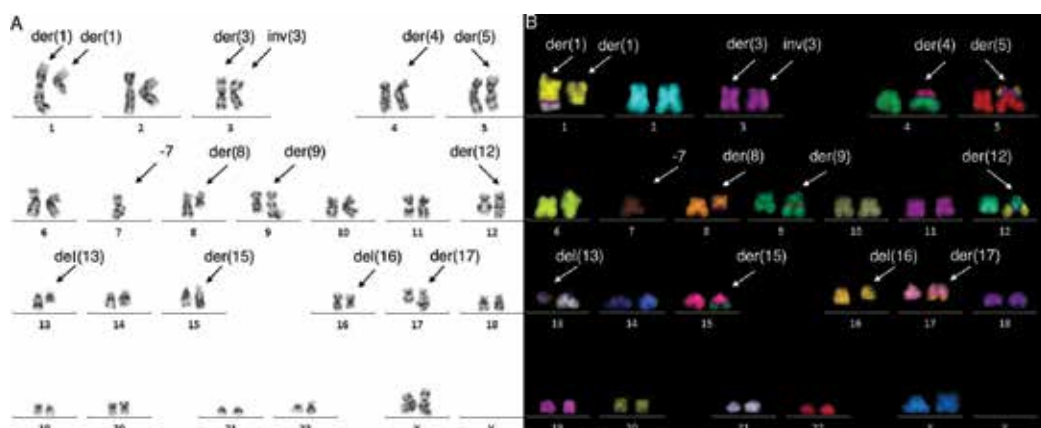 A
der(1) der(1) der(3) inv(3) der(4) der(5)
1 2 3 4 5
-7 der(8) der(9) der(12)
6 7 8 9 10 11 12
del(13) der(15) del(16) der(17)
13 14 15 16 17 18
B
der(1) der(1) der(3) inv(3) der(4) der(5)
1 2 3 4 5
-7 der(8) der(9) der(12)
6 7 8 9 10 11 12
del(13) der(15) del(16) der(17)
13 14 15 16 17 18